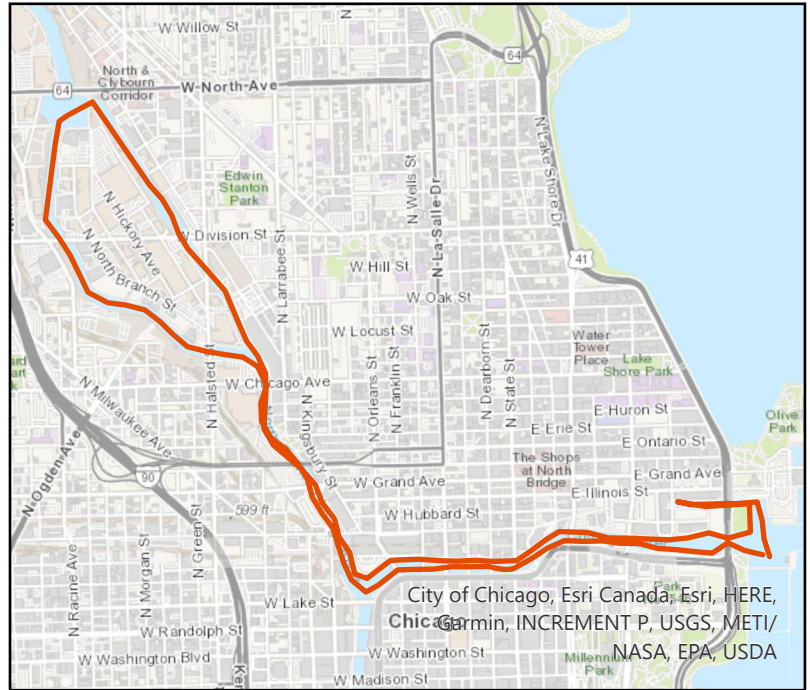 W Willow St
64
North &
Clybourn
Corridor
64
W North Ave
N Lake Shore Dr
Edwin
Stanton
Park
N Wells St
N La Salle Dr
N Hickory Ave
N North Branch St
W Division St
N Larrabee St
W Hill St
41
W Oak St
W Locust St
N Halsted St
N Orleans St
N Franklin St
N Dearborn St
N State St
Water
Tower
Place
Lake
Shore Park
W Chicago Ave
N Milwaukee Ave
N Kingsbury St
E Huron St
E Erie St
E Ontario St
Olive
Park
N Ogden Ave
90
The Shops
at North
Bridge
E Grand Ave
W Grand Ave
E Illinois St
599 ft
W Hubbard St
N Racine Ave
N Morgan St
N Green St
W Lake St
Chicago
W Randolph St
W Washington Blvd
W Washington St
W Madison St
Park
Millennium
City of Chicago, Esri Canada, Esri, HERE,
Garmin, INCREMENT P, USGS, METI/
NASA, EPA, USDA